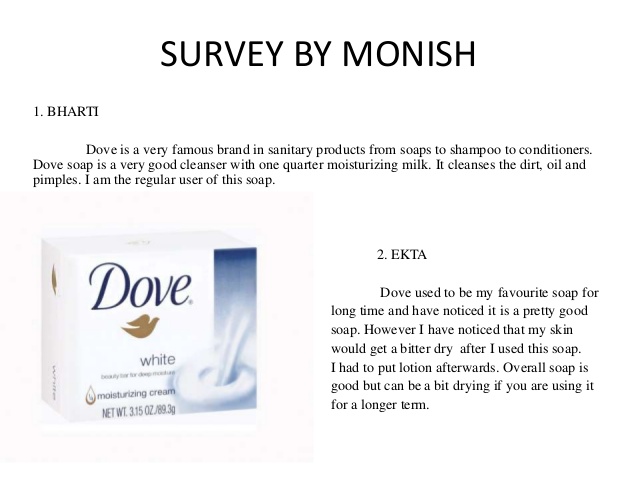 SURVEY BY MONISH
1. BHARTI
Dove is a very famous brand in sanitary products from soaps to shampoo to conditioners.
Dove soap is a very good cleanser with one quarter moisturizing milk. It cleanses the dirt, oil and
pimples. I am the regular user of this soap.
Dove
white
beauty bar for deep moisture
¼ moisturizing cream
NET WT. 3.15 OZ./89.3g
white
2. EKTA
Dove used to be my favourite soap for
long time and have noticed it is a pretty good
soap. However I have noticed that my skin
would get a bitter dry after I used this soap.
I had to put lotion afterwards. Overall soap is
good but can be a bit drying if you are using it
for a longer term.